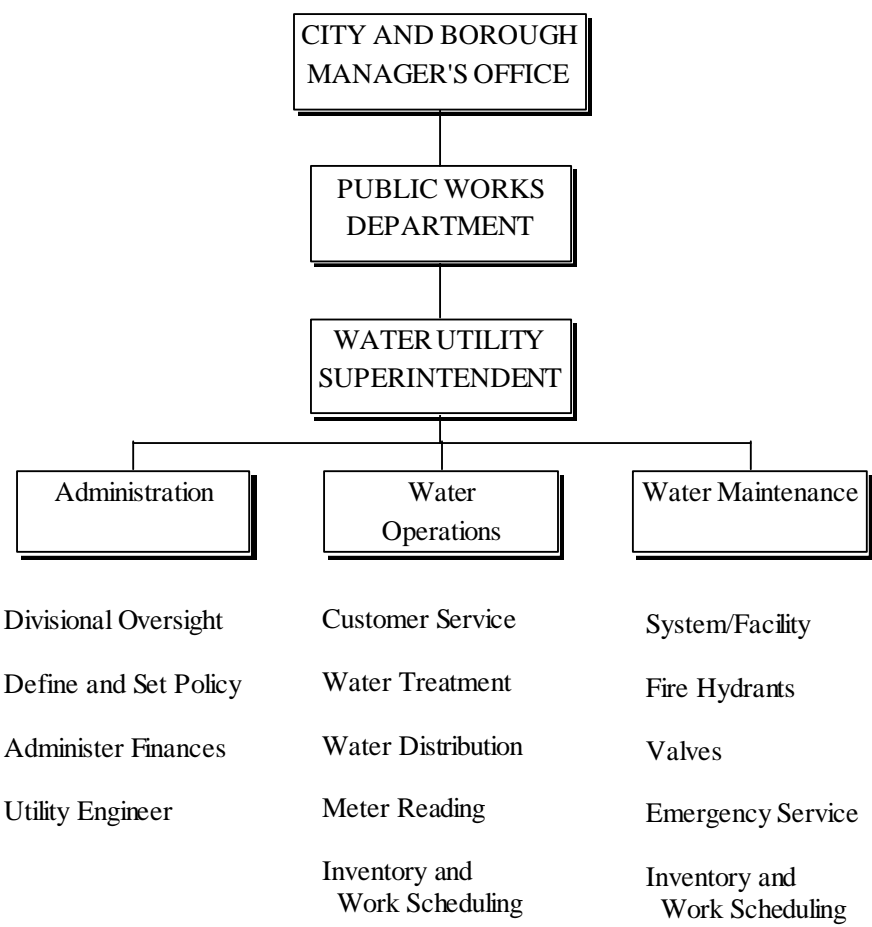 CITY AND BOROUGH
MANAGER'S OFFICE
PUBLIC WORKS
DEPARTMENT
WATER UTILITY
SUPERINTENDENT
Administration
Water
Operations
Water Maintenance
Divisional Oversight
Define and Set Policy
Administer Finances
Utility Engineer
Customer Service
Water Treatment
Water Distribution
Meter Reading
Inventory and
Work Scheduling
System/Facility
Fire Hydrants
Valves
Emergency Service
Inventory and
Work Scheduling